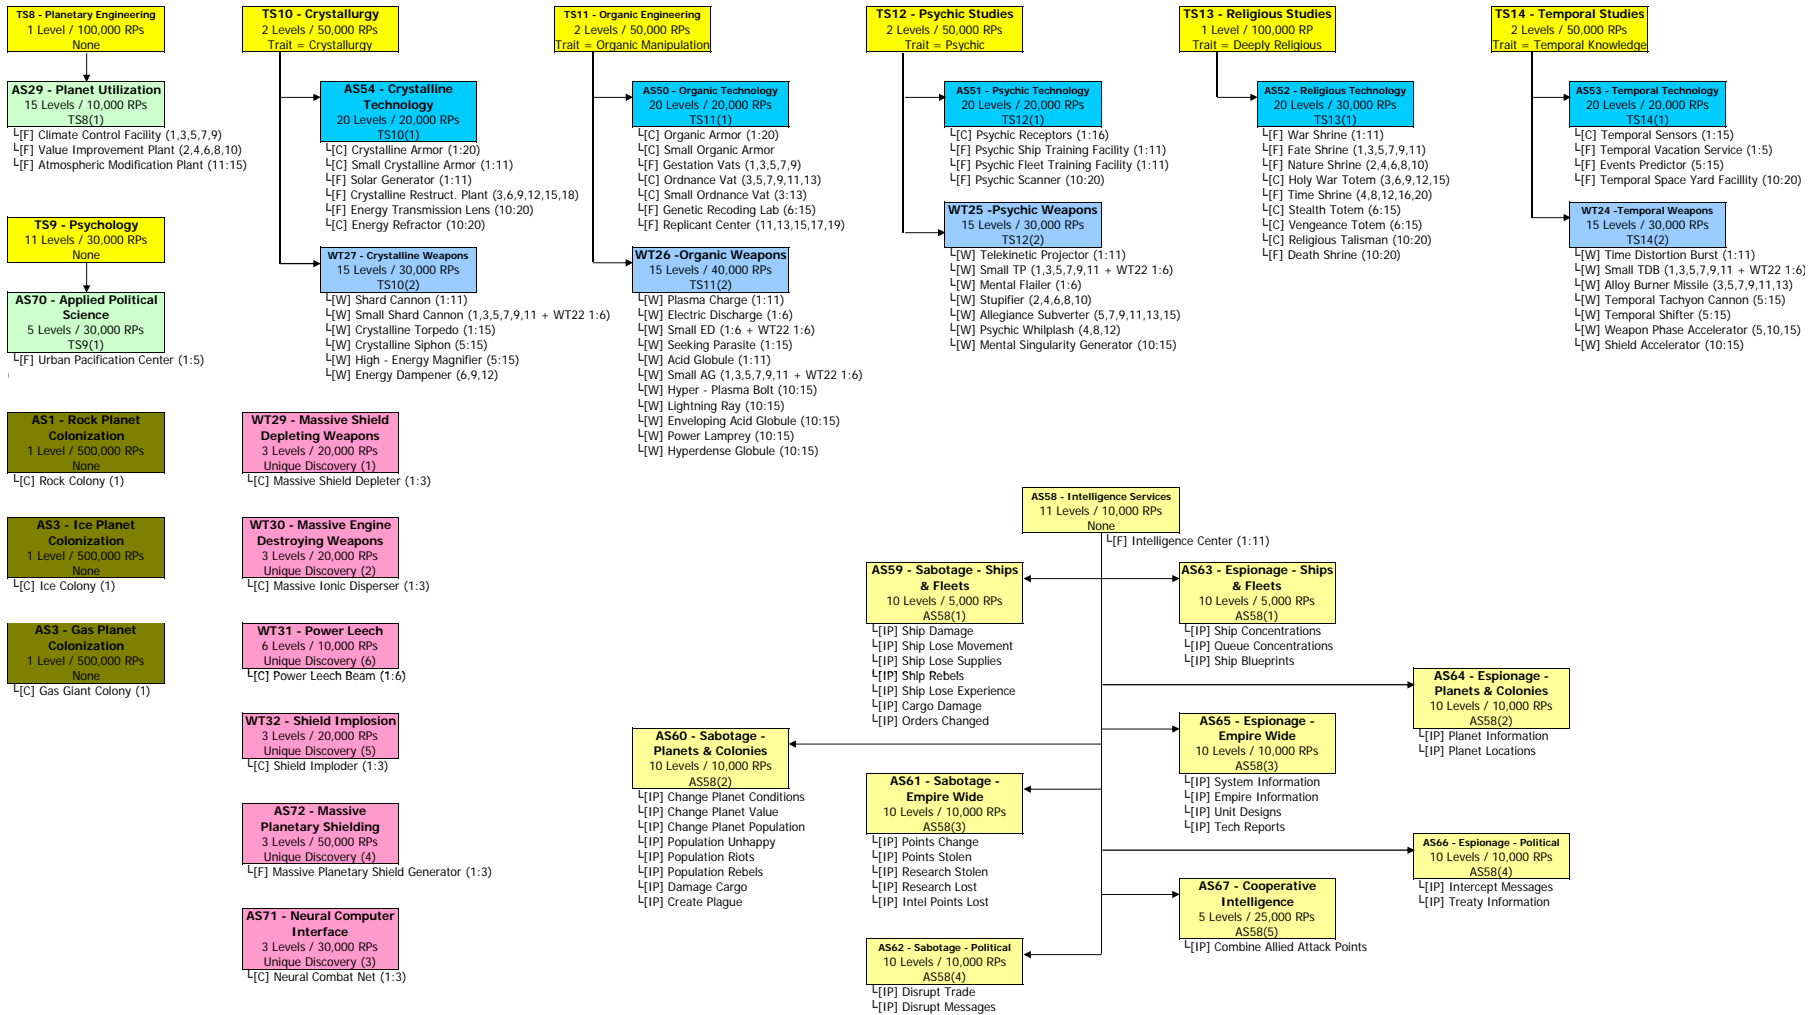 TS8 - Planetary Engineering
1 Level / 100,000 RPs
None
AS29 - Planet Utilization
15 Levels / 10,000 RPs
TS8(1)
[F] Climate Control Facility (1,3,5,7,9)
[F] Value Improvement Plant (2,4,6,8,10)
[F] Atmospheric Modification Plant (11:15)
TS9 - Psychology
11 Levels / 30,000 RPs
None
AS70 - Applied Political
Science
5 Levels / 30,000 RPs
TS9(1)
[F] Urban Pacification Center (1:5)
)
AS1 - Rock Planet
Colonization
1 Level / 500,000 RPs
None
[C] Rock Colony (1)
AS3 - Ice Planet
Colonization
1 Level / 500,000 RPs
None
[C] Ice Colony (1)
AS3 - Gas Planet
Colonization
1 Level / 500,000 RPs
None
[C] Gas Giant Colony (1)
TS10 - Crystallurgy
2 Levels / 50,000 RPs
Trait = Crystallurgy
AS54 - Crystalline
Technology
20 Levels / 20,000 RPs
TS10(1)
[C] Crystalline Armor (1:20)
[C] Small Crystalline Armor (1:11)
[F] Solar Generator (1:11)
[F] Crystalline Restruct. Plant (3,6,9,12,15,18)
[F] Energy Transmission Lens (10:20)
[C] Energy Refractor (10:20)
WT27 - Crystalline Weapons
15 Levels / 30,000 RPs
TS10(2)
[W] Shard Cannon (1:11)
[W] Small Shard Cannon (1,3,5,7,9,11 + WT22 1:6)
[W] Crystalline Torpedo (1:15)
[W] Crystalline Siphon (5:15)
[W] High - Energy Magnifier (5:15)
[W] Energy Dampener (6,9,12)
WT29 - Massive Shield
Depleting Weapons
3 Levels / 20,000 RPs
Unique Discovery (1)
[C] Massive Shield Depleter (1:3)
WT30 - Massive Engine
Destroying Weapons
3 Levels / 20,000 RPs
Unique Discovery (2)
[C] Massive Ionic Disperser (1:3)
WT31 - Power Leech
6 Levels / 10,000 RPs
Unique Discovery (6)
[C] Power Leech Beam (1:6)
WT32 - Shield Implosion
3 Levels / 20,000 RPs
Unique Discovery (5)
[C] Shield Imploder (1:3)
AS72 - Massive
Planetary Shielding
3 Levels / 50,000 RPs
Unique Discovery (4)
[F] Massive Planetary Shield Generator (1:3)
AS71 - Neural Computer
Interface
3 Levels / 30,000 RPs
Unique Discovery (3)
[C] Neural Combat Net (1:3)
TS11 - Organic Engineering
2 Levels / 50,000 RPs
Trait = Organic Manipulation
AS50 - Organic Technology
20 Levels / 20,000 RPs
TS11(1)
[C] Organic Armor (1:20)
[C] Small Organic Armor
[F] Gestation Vats (1,3,5,7,9)
[C] Ordnance Vat (3,5,7,9,11,13)
[C] Small Ordnance Vat (3:13)
[F] Genetic Recoding Lab (6:15)
[F] Replicant Center (11,13,15,17,19)
WT26 -Organic Weapons
15 Levels / 40,000 RPs
TS11(2)
[W] Plasma Charge (1:11)
[W] Electric Discharge (1:6)
[W] Small ED (1:6 + WT22 1:6)
[W] Seeking Parasite (1:15)
[W] Acid Globule (1:11)
[W] Small AG (1,3,5,7,9,11 + WT22 1:6)
[W] Hyper - Plasma Bolt (10:15)
[W] Lightning Ray (10:15)
[W] Enveloping Acid Globule (10:15)
[W] Power Lamprey (10:15)
[W] Hyperdense Globule (10:15)
TS12 - Psychic Studies
2 Levels / 50,000 RPs
Trait = Psychic
AS51 - Psychic Technology
20 Levels / 20,000 RPs
TS12(1)
[C] Psychic Receptors (1:16)
[F] Psychic Ship Training Facility (1:11)
[F] Psychic Fleet Training Facility (1:11)
[F] Psychic Scanner (10:20)
WT25 -Psychic Weapons
15 Levels / 30,000 RPs
TS12(2)
[W] Telekinetic Projector (1:11)
[W] Small TP (1,3,5,7,9,11 + WT22 1:6)
[W] Mental Flailer (1:6)
[W] Stupifier (2,4,6,8,10)
[W] Allegiance Subverter (5,7,9,11,13,15)
[W] Psychic Whilplash (4,8,12)
[W] Mental Singularity Generator (10:15)
TS13 - Religious Studies
1 Level / 100,000 RP
Trait = Deeply Religious
AS52 - Religious Technology
20 Levels / 30,000 RPs
TS13(1)
[F] War Shrine (1:11)
[F] Fate Shrine (1,3,5,7,9,11)
[F] Nature Shrine (2,4,6,8,10)
[C] Holy War Totem (3,6,9,12,15)
[F] Time Shrine (4,8,12,16,20)
[C] Stealth Totem (6:15)
[C] Vengeance Totem (6:15)
[C] Religious Talisman (10:20)
[F] Death Shrine (10:20)
TS14 - Temporal Studies
2 Levels / 50,000 RPs
Trait = Temporal Knowledge
AS53 - Temporal Technology
20 Levels / 20,000 RPs
TS14(1)
[C] Temporal Sensors (1:15)
[F] Temporal Vacation Service (1:5)
[F] Events Predictor (5:15)
[F] Temporal Space Yard Facillity (10:20)
WT24 -Temporal Weapons
15 Levels / 30,000 RPs
TS14(2)
[W] Time Distortion Burst (1:11)
[W] Small TDB (1,3,5,7,9,11 + WT22 1:6)
[W] Alloy Burner Missile (3,5,7,9,11,13)
[W] Temporal Tachyon Cannon (5:15)
[W] Temporal Shifter (5:15)
[W] Weapon Phase Accelerator (5,10,15)
[W] Shield Accelerator (10:15)
AS58 - Intelligence Services
11 Levels / 10,000 RPs
None
[F] Intelligence Center (1:11)
AS59 - Sabotage - Ships
& Fleets
10 Levels / 5,000 RPs
AS58(1)
[IP] Ship Damage
[IP] Ship Lose Movement
[IP] Ship Lose Supplies
[IP] Ship Rebels
[IP] Ship Lose Experience
[IP] Cargo Damage
[IP] Orders Changed
AS63 - Espionage - Ships
& Fleets
10 Levels / 5,000 RPs
AS58(1)
[IP] Ship Concentrations
[IP] Queue Concentrations
[IP] Ship Blueprints
AS64 - Espionage -
Planets & Colonies
10 Levels / 10,000 RPs
AS58(2)
[IP] Planet Information
[IP] Planet Locations
AS60 - Sabotage -
Planets & Colonies
10 Levels / 10,000 RPs
AS58(2)
[IP] Change Planet Conditions
[IP] Change Planet Value
[IP] Change Planet Population
[IP] Population Unhappy
[IP] Population Riots
[IP] Population Rebels
[IP] Damage Cargo
[IP] Create Plague
AS65 - Espionage -
Empire Wide
10 Levels / 10,000 RPs
AS58(3)
[IP] System Information
[IP] Empire Information
[IP] Unit Designs
[IP] Tech Reports
AS61 - Sabotage -
Empire Wide
10 Levels / 10,000 RPs
AS58(3)
[IP] Points Change
[IP] Points Stolen
[IP] Research Stolen
[IP] Research Lost
[IP] Intel Points Lost
AS66 - Espionage - Political
10 Levels / 10,000 RPs
AS58(4)
[IP] Intercept Messages
[IP] Treaty Information
AS67 - Cooperative
Intelligence
5 Levels / 25,000 RPs
AS58(5)
[IP] Combine Allied Attack Points
AS62 - Sabotage - Political
10 Levels / 10,000 RPs
AS58(4)
[IP] Disrupt Trade
[IP] Disrupt Messages